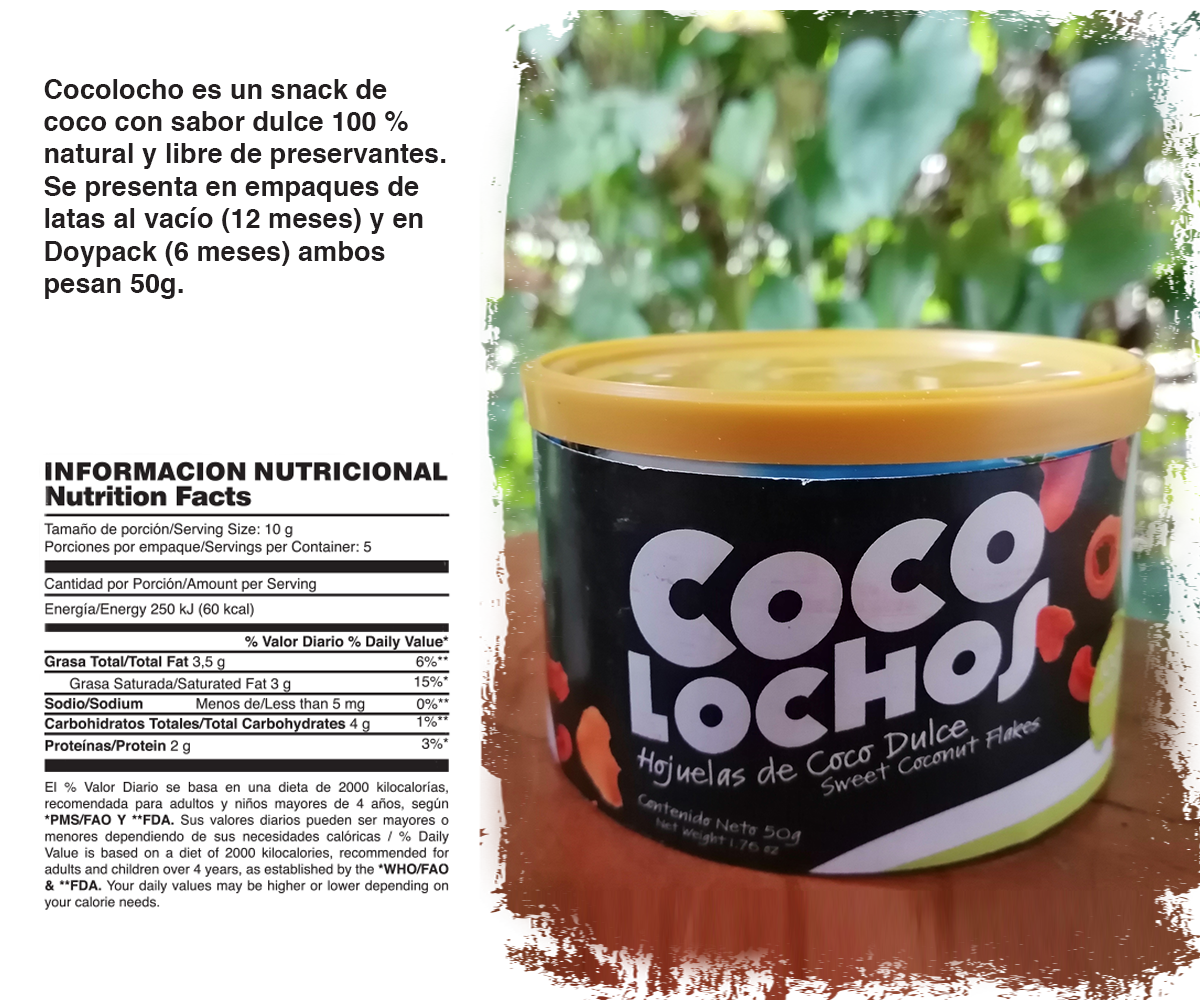 Cocolocho es un snack de
coco con sabor dulce 100 %
natural y libre de preservantes.
Se presenta en empaques de
latas al vacío (12 meses) y en
Doypack (6 meses) ambos
pesan 50g.
INFORMACION NUTRICIONAL
Nutrition Facts
Tamaño de porción/Serving Size: 10 g
Porciones por empaque/Servings per Container: 5
Cantidad por Porción/Amount per Serving
Energía/Energy 250 kJ (60 kcal)
% Valor Diario % Daily Value*
Grasa Total/Total Fat 3,5 g 6%**
Grasa Saturada/Saturated Fat 3 g 15%*
Sodio/Sodium Menos de/Less than 5 mg 0%**
Carbohidratos Totales/Total Carbohydrates 4 g 1%**
Proteínas/Protein 2 g 3%*
El % Valor Diario se basa en una dieta de 2000 kilocalorías,
recomendada para adultos y niños mayores de 4 años, según
*PMS/FAO Y **FDA. Sus valores diarios pueden ser mayores o
menores dependiendo de sus necesidades calóricas / % Daily
Value is based on a diet of 2000 kilocalories, recommended for
adults and children over 4 years, as established by the *WHO/FAO
& **FDA. Your daily values may be higher or lower depending on
your calorie needs.
COCO
LOCHOS
Hojuelas de Coco Dulce
Sweet Coconut Flakes
Contenido Neto 50g
Net Weight 1.76 oz